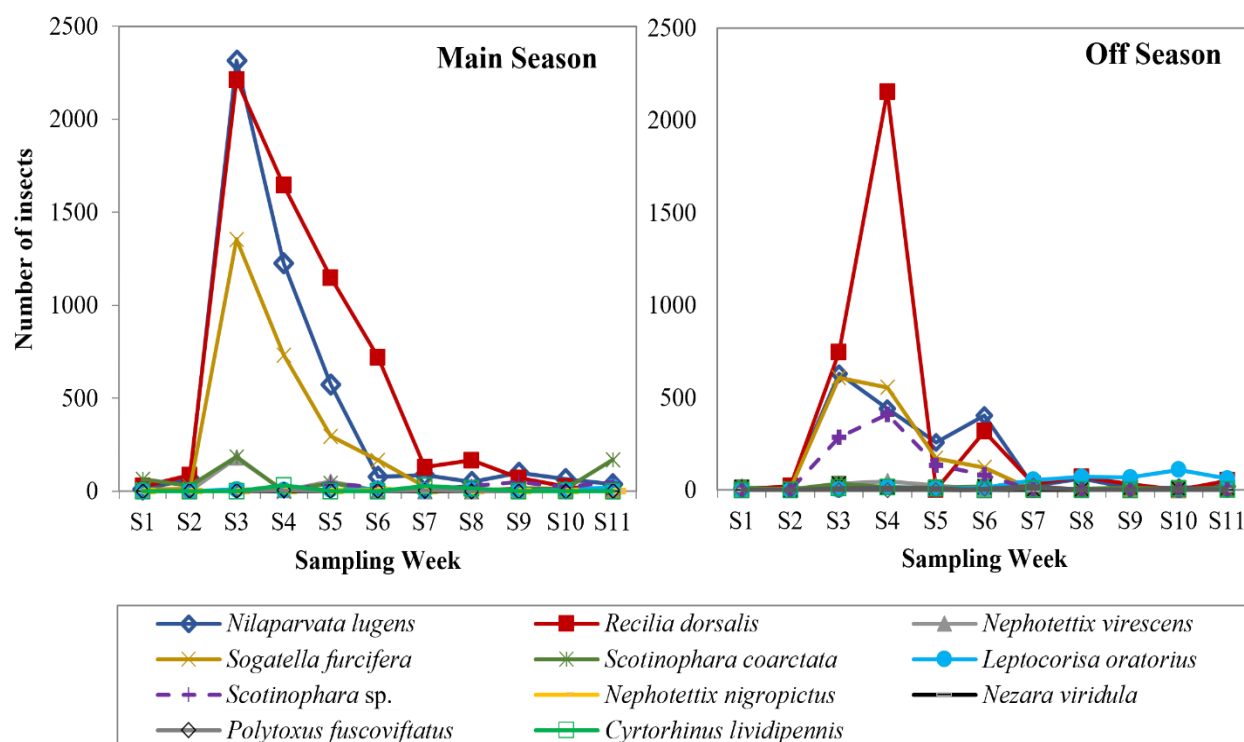 Main Season
Number of insects
2500
2000
1500
1000
500
0
S1 S2 S3 S4 S5 S6 S7 S8 S9 S10 S11
Sampling Week
Off Season
2500
2000
1500
1000
500
0
S1 S2 S3 S4 S5 S6 S7 S8 S9 S10 S11
Sampling Week
Nilaparvata lugens Recilia dorsalis Nephotettix virescens
Sogatella furcifera Scotinophara coarctata Leptocorisa oratorius
Scotinophara sp. Nephotettix nigropictus Nezara viridula
Polytoxus fuscoviftatus Cyrtorhinus lividipennis